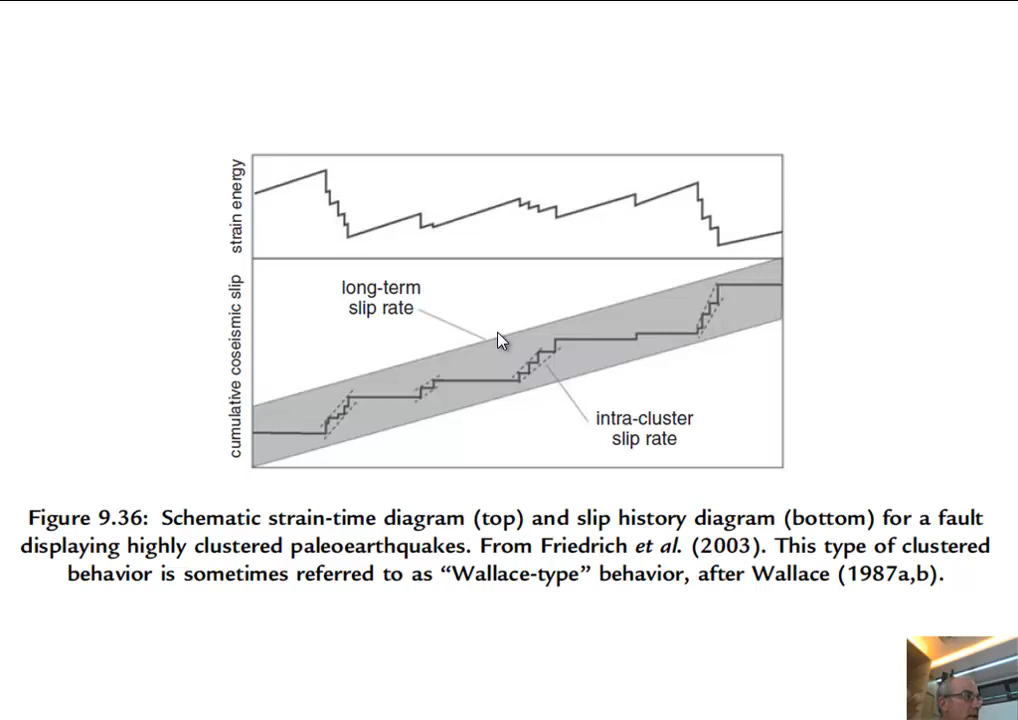 strain energy
cumulative coseismic slip
long-term
slip rate
intra-cluster
slip rate
Figure 9.36: Schematic strain-time diagram (top) and slip history diagram (bottom) for a fault
displaying highly clustered paleoearthquakes. From Friedrich et al. (2003). This type of clustered
behavior is sometimes referred to as “Wallace-type” behavior, after Wallace (1987a,b).